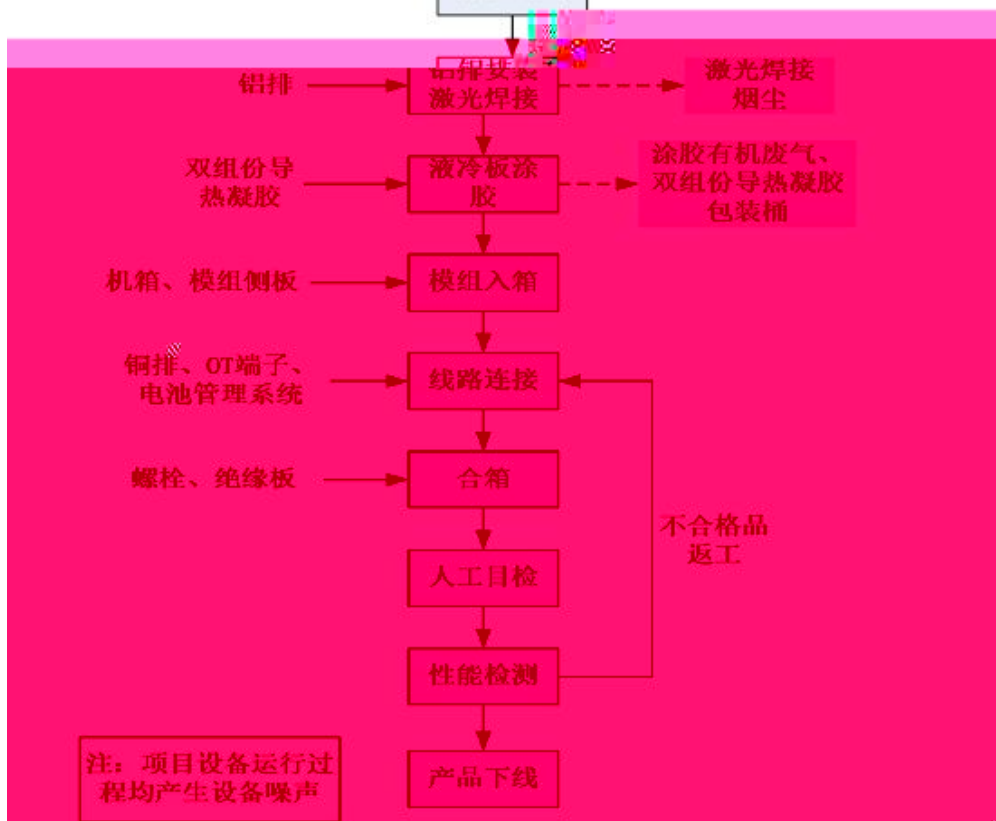 铝排
铝排安装
激光焊接
激光焊接
烟尘
双组份导
热凝胶
液冷板涂
胶
涂胶有机废气、
双组份导热凝胶
包装桶
机箱、模组侧板
模组入箱
铜排、OT端子、
电池管理系统
线路连接
螺栓、绝缘板
合箱
不合格品
返工
人工目检
性能检测
注：项目设备运行过
程均产生设备噪声
产品下线